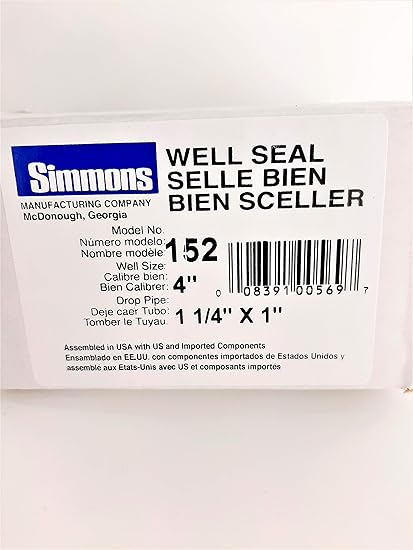 Simmons
MANUFACTURING COMPANY
McDonough, Georgia
WELL SEAL
SELLE BIEN
BIEN SCELLER
Model No.
Número modelo:
Nombre modèle:
152
Well Size:
Calibre bien:
Bien Calibrer:
4"
Drop Pipe:
Deje caer Tubo:
Tomber le Tuyau:
1 1/4" X 1"
0 08391 00569 7
Assembled in USA with US and Imported Components
Ensamblado en EE.UU. con componentes importados de Estados Unidos y
assemblé aux Etats-Unis avec US et composants importes